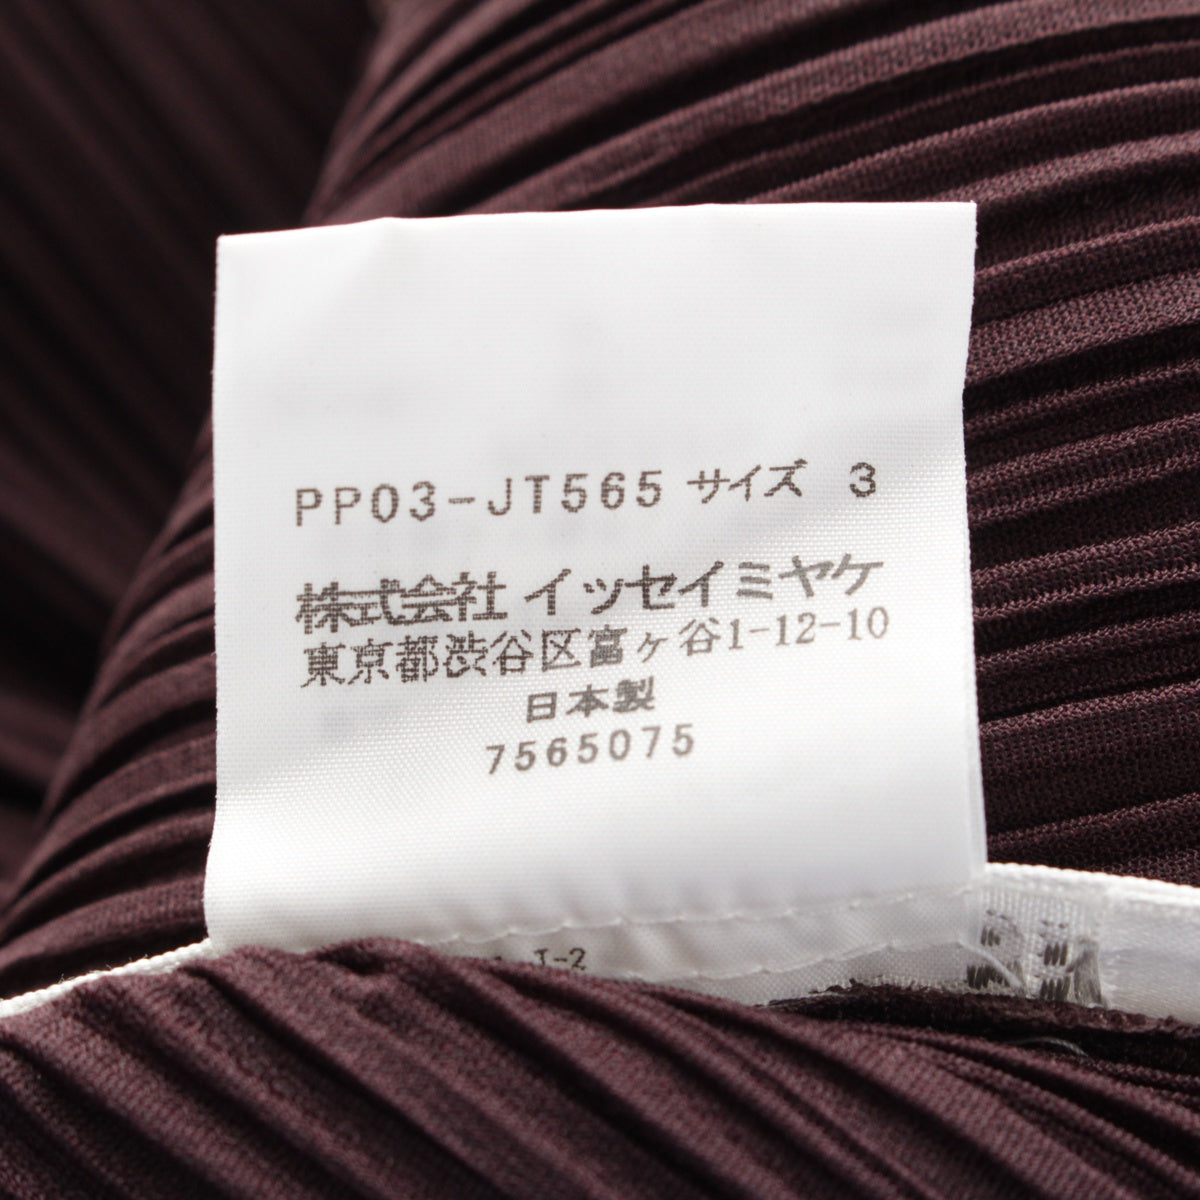 PP03-JT565 サイズ 3
株式会社 イッセイミヤケ
東京都渋谷区富ヶ谷1-12-10
日本製
7565075
I-2